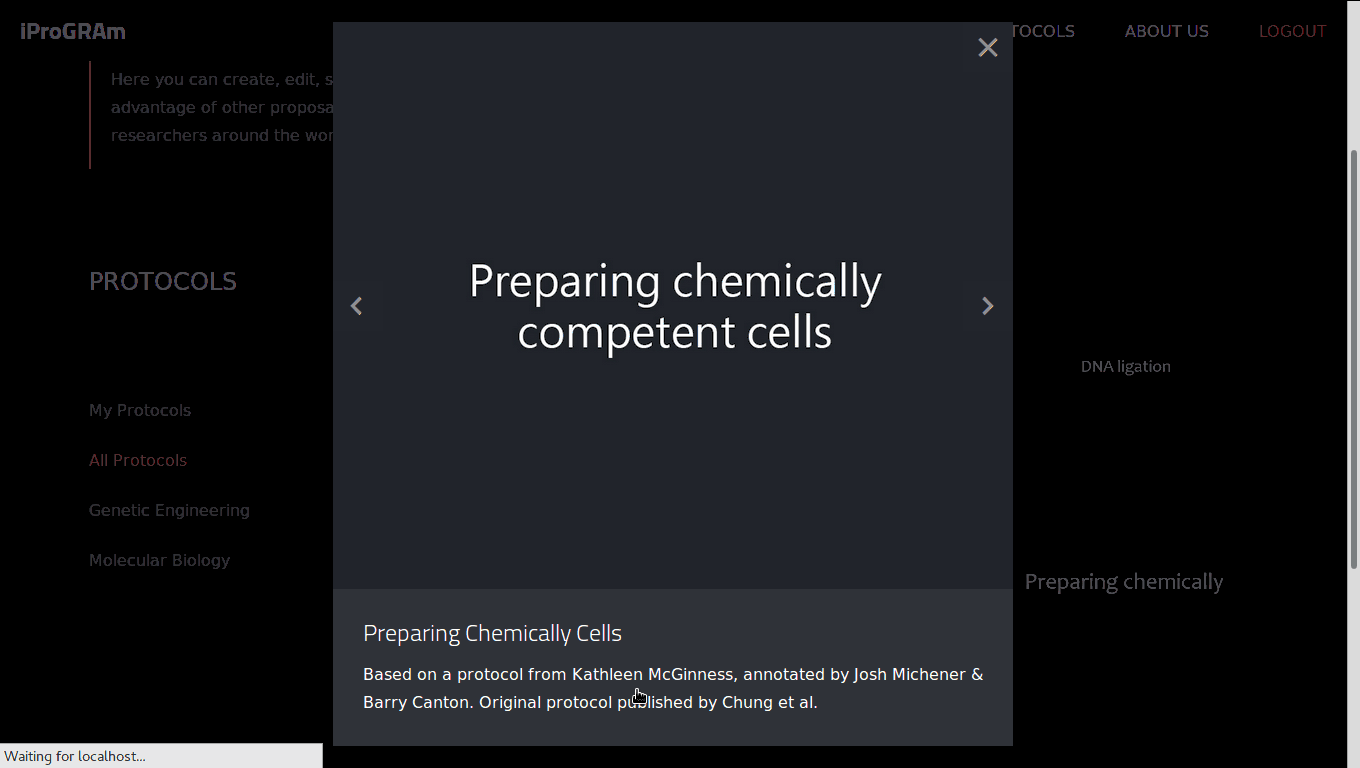 iProGRAm
TOCOLS
ABOUT US
LOGOUT
Here you can create, edit, s
advantage of other proposa
researchers around the wor
PROTOCOLS
My Protocols
All Protocols
Genetic Engineering
Molecular Biology
Preparing chemically
competent cells
DNA ligation
Preparing chemically
Preparing Chemically Cells
Based on a protocol from Kathleen McGinness, annotated by Josh Michener &
Barry Canton. Original protocol published by Chung et al.
Waiting for localhost...